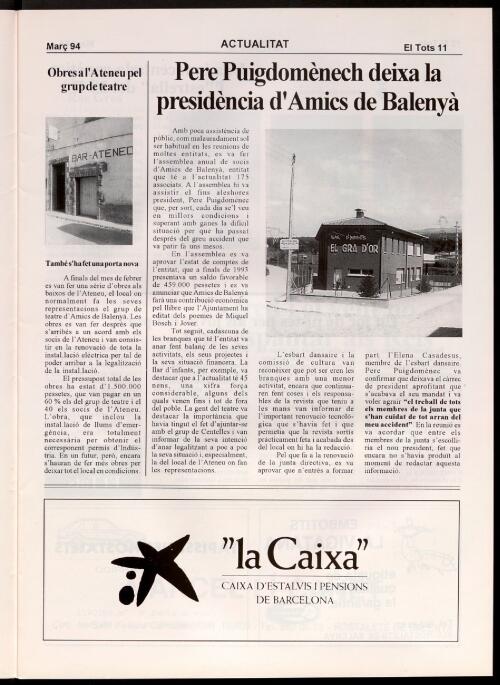 Març 94
ACTUALITAT
El Tots 11
Obres a l'Ateneu pel
grup de teatre
BAR-ATENEO
També s'ha fet una porta nova
A finals del mes de febrer
es van fer una sèrie d'obres als
baixos de l'Ateneu, el local on
normalment fa les seves
representacions el grup de
teatre d'Amics de Balenyà. Les
obres es van fer després que
s'arribés a un acord amb els
socis de l'Ateneu i van consis-
tir en la renovació de tota la
instal.lació elèctrica per tal de
poder arribar a la legalització
de la instal.lació.
El pressupost total de les
obres ha estat d'1.500.000
pessetes, que van pagar en un
60 % els del grup de teatre i el
40 els socis de l'Ateneu.
L'obra, que inclou la
instal.lació de llums d'emer-
gència, era totalment
necessària per obtenir el
corresponent permís d'Indús-
tria. En un futur, però, encara
s'hauran de fer més obres per
deixar tot el local en condicions.
Pere Puigdomènech deixa la
presidència d'Amics de Balenyà
Amb poca assistència de
públic, com malauradament sol
ser habitual en les reunions de
moltes entitats, es va fer
l'assemblea anual de socis
d'Amics de Balenyà, entitat
que té a l'actualitat 175
associats. A l'assemblea hi va
assistir el fins aleshores
president, Pere Puigdomènec
que, per sort, cada dia se'l veu
en millors condicions i
superant amb ganes la difícil
situació per què ha passat
després del greu accident que
va patir fa uns mesos.
En l'assemblea es va
aprovar l'estat de comptes de
l'entitat, que a finals de 1993
presentava un saldo favorable
de 459.000 pessetes i es va
anunciar que Amics de Balenyà
farà una contribució econòmica
pel llibre que l'Ajuntament ha
editat dels poemes de Miquel
Bosch i Jover.
Tot seguit, cadascuna de
les branques que té l'entitat va
anar fent balanç de les seves
activitats, els seus projectes i
la seva situació financera. La
llar d'infants, per exemple, va
destacar que a l'actualitat té 45
nens, una xifra força
considerable, alguns dels
quals venen fins i tot de fora
del poble. La gent del teatre va
destacar la importància que
havia tingut el fet d'ajuntar-se
amb el grup de Centelles i van
informar de la seva intenció
d'anar legalitzant a poc a poc
la seva situació i, especialment,
la del local de l'Ateneo on fan
les representacions.
EL GRA D'OR
L'esbart dansaire i la
comissió de cultura van
reconèixer que pot ser eren les
branques amb una menor
activitat, encara que continua-
ren fent coses i els responsa-
bles de la revista que teniu a
les mans van informar de
l'important renovació tecnolò-
gica que s'havia fet i que
permetia que la revista sortís
pràcticament feta i acabada des
del local on hi ha la redacció.
Pel que fa a la renovació
de la junta directiva, es va
aprovar que n'entrés a formar
part l'Elena Casadesus,
membre de l'esbart dansaire.
Pere Puigdomènech va
confirmar que deixava el càrrec
de president aprofitant que
s'acabava el seu mandat i va
voler agrair "el treball de tots
els membres de la junta que
s'han cuidat de tot arran del
meu accident" En la reunió es
va acordar que entre els
membres de la junta s'escolli-
ria el nou president, fet que
encara no s'havia produït al
moment de redactar aquesta
informació.
"la Caixa"
CAIXA D'ESTALVIS I PENSIONS
DE BARCELONA